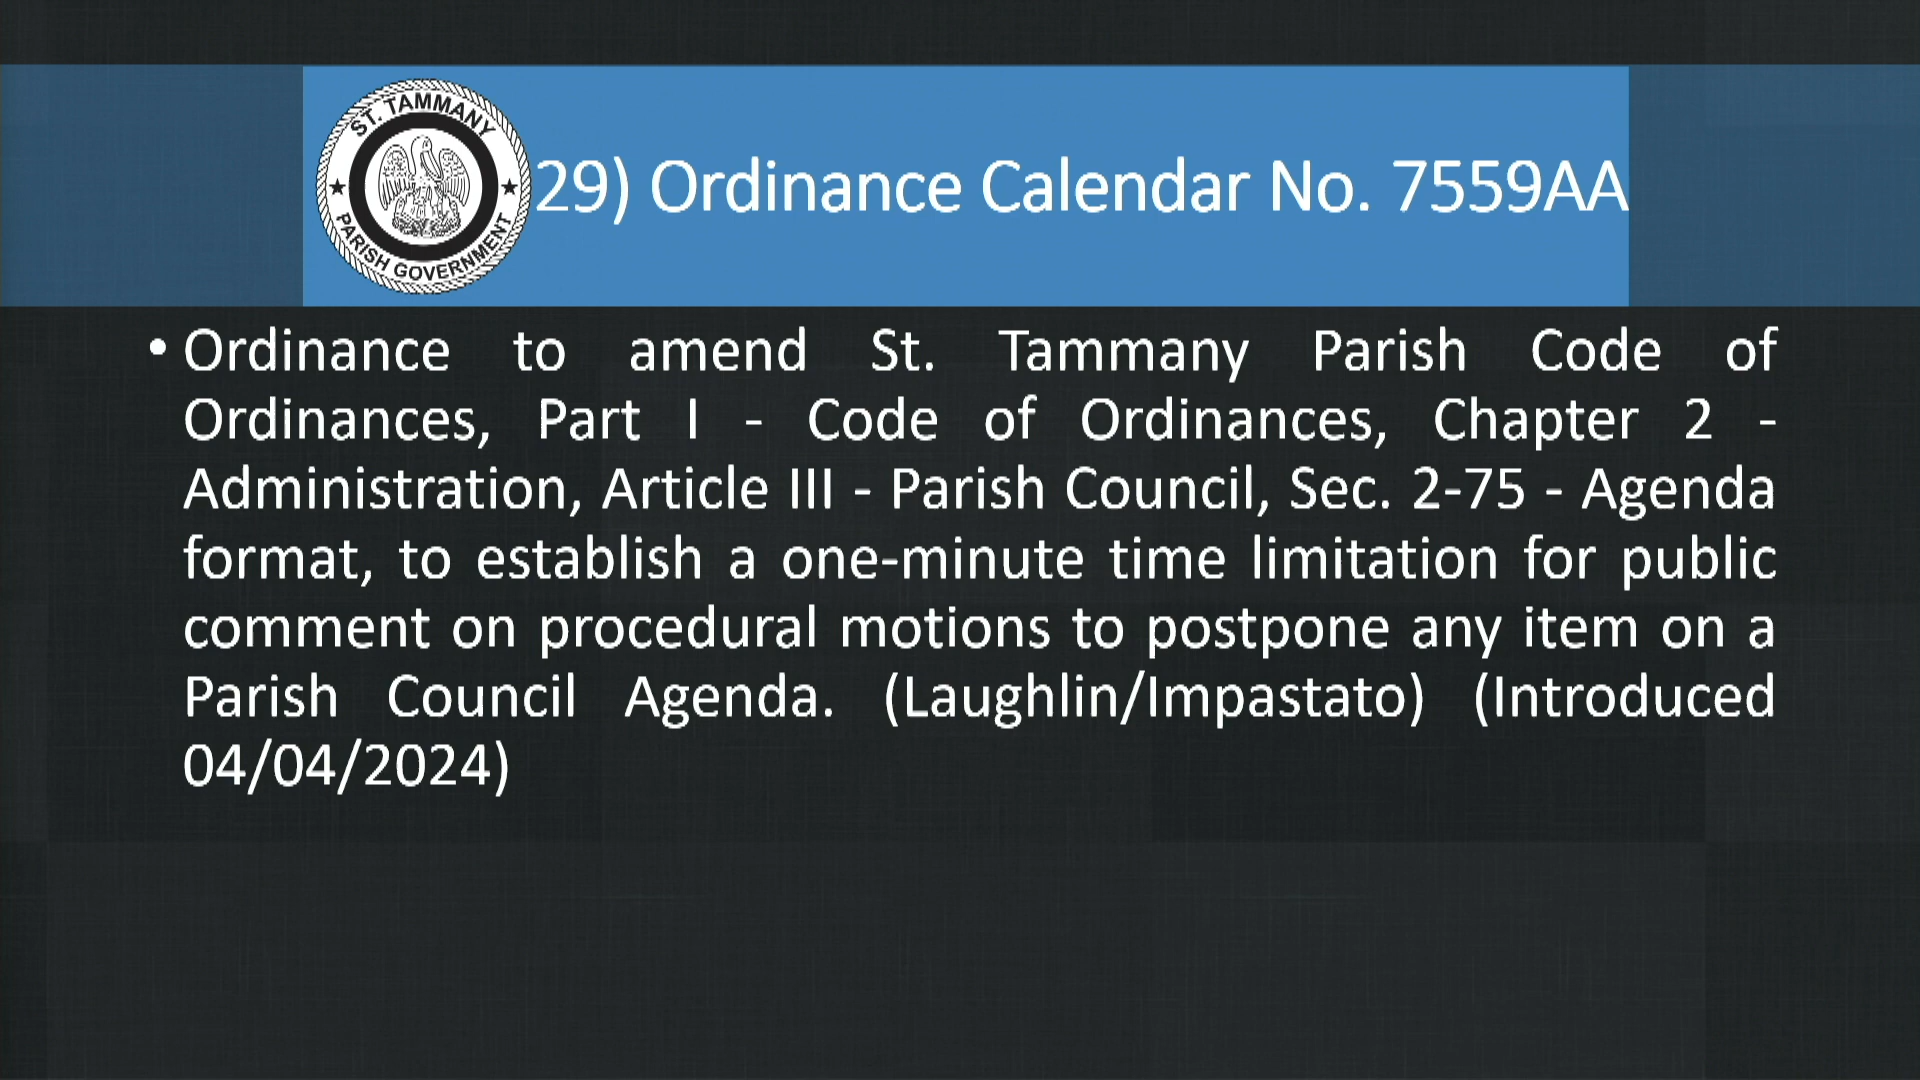 ST. TAMMANY
PARISH GOVERNMENT
29) Ordinance Calendar No. 7559AA
• Ordinance to amend St. Tammany Parish Code of
Ordinances, Part I - Code of Ordinances, Chapter 2 -
Administration, Article III - Parish Council, Sec. 2-75 - Agenda
format, to establish a one-minute time limitation for public
comment on procedural motions to postpone any item on a
Parish Council Agenda. (Laughlin/Impastato) (Introduced
04/04/2024)